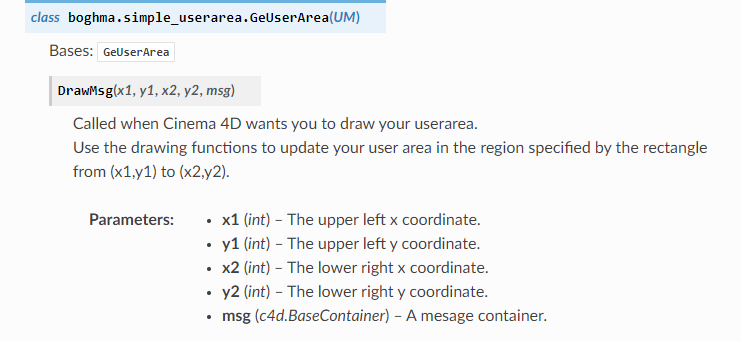 class boghma.simple_userarea.GeUserArea(UM)
Bases: GeUserArea
DrawMsg(x1, y1, x2, y2, msg)
Called when Cinema 4D wants you to draw your userarea.
Use the drawing functions to update your user area in the region specified by the rectangle
from (x1,y1) to (x2,y2).
Parameters:
• x1 (int) – The upper left x coordinate.
• y1 (int) – The upper left y coordinate.
• x2 (int) – The lower right x coordinate.
• y2 (int) – The lower right y coordinate.
• msg (c4d.BaseContainer) – A mesage container.